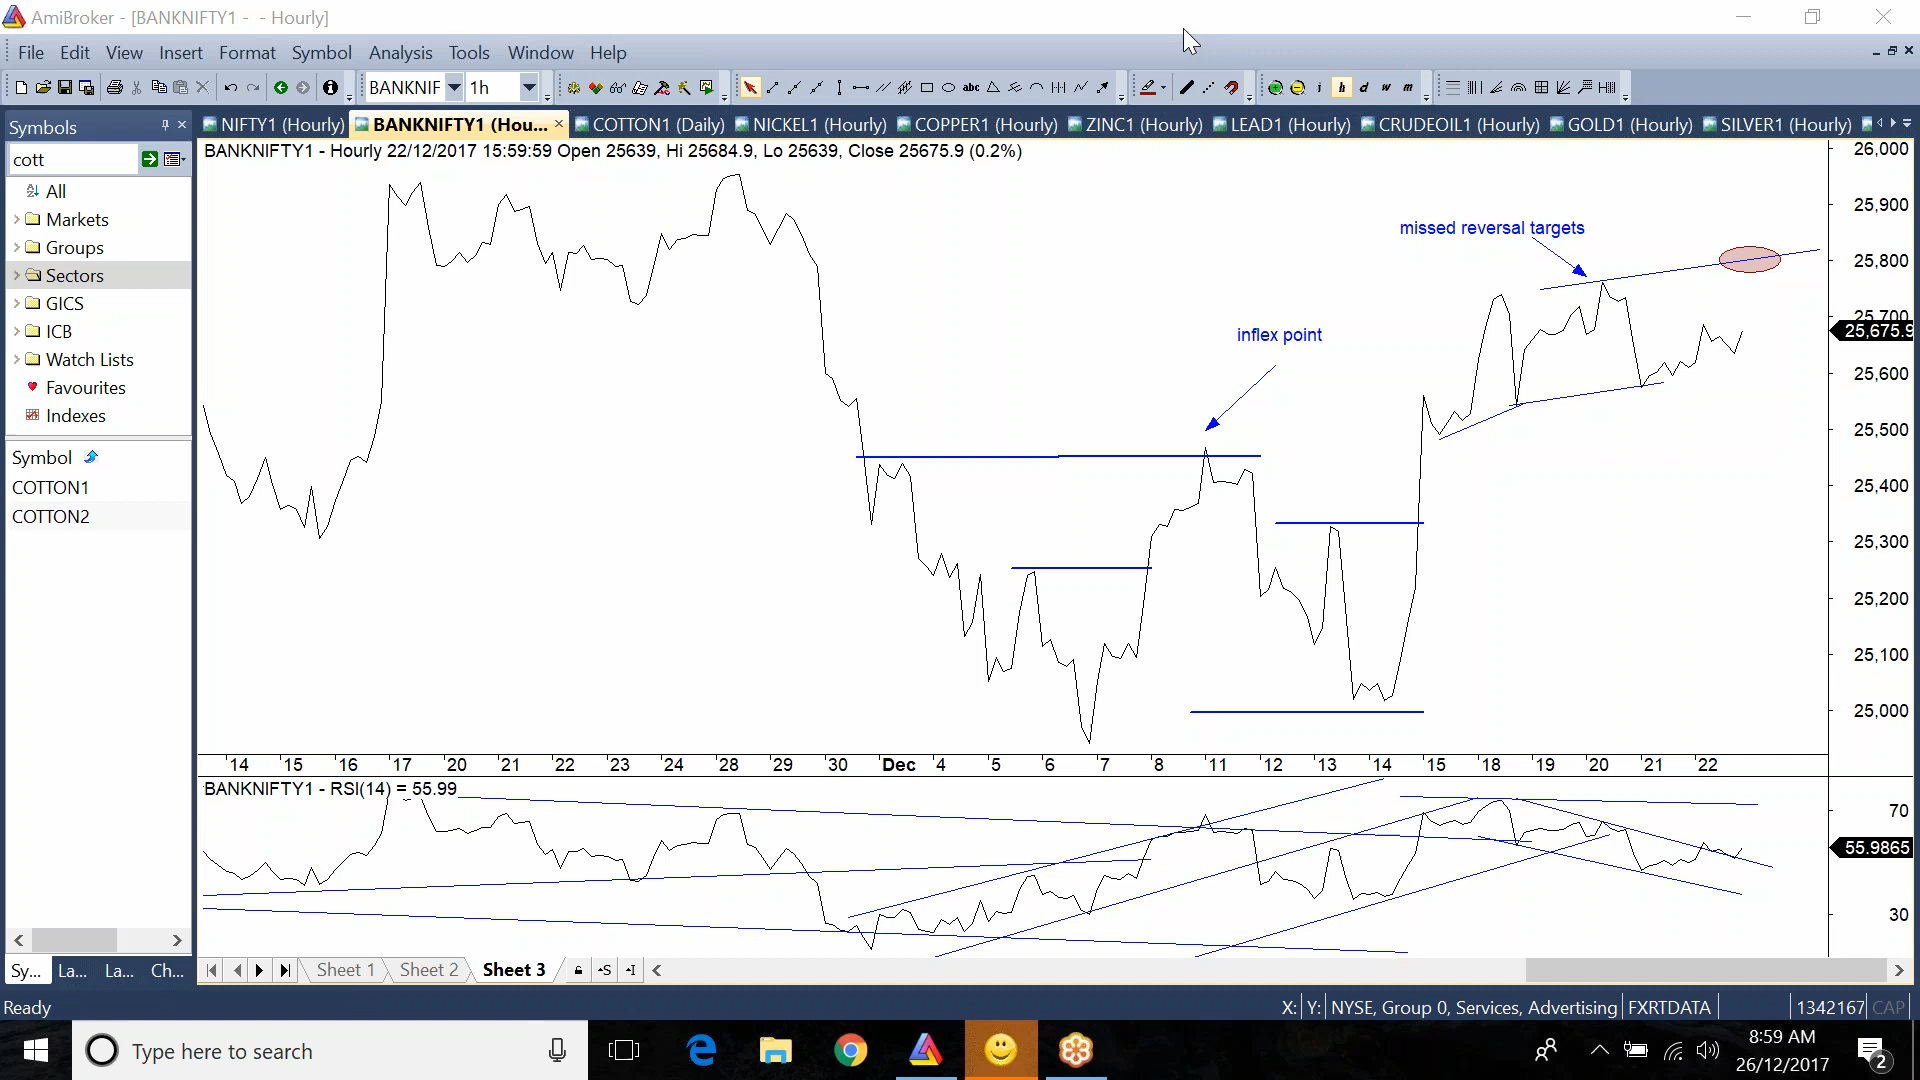 AmiBroker - [BANKNIFTY1 -  - Hourly]
File Edit View Insert Format Symbol Analysis Tools Window Help
BANKNIF 1h abc i h d w m
Symbols
NIFTY1 (Hourly) BANKNIFTY1 (Hou... COTTON1 (Daily) NICKEL1 (Hourly) COPPER1 (Hourly) ZINC1 (Hourly) LEAD1 (Hourly) CRUDEOIL1 (Hourly) GOLD1 (Hourly) SILVER1 (Hourly)
cott
All
Markets
Groups
Sectors
GICS
ICB
Watch Lists
Favourites
Indexes
Symbol
COTTON1
COTTON2
BANKNIFTY1 - Hourly 22/12/2017 15:59:59 Open 25639, Hi 25684.9, Lo 25639, Close 25675.9 (0.2%)
missed reversal targets
inflex point
26,000
25,900
25,800
25,700
25,675.9
25,600
25,500
25,400
25,300
25,200
25,100
25,000
14 15 16 17 20 21 22 23 24 28 29 30 Dec 4 5 6 7 8 11 12 13 14 15 18 19 20 21 22
BANKNIFTY1 - RSI(14) = 55.99
70
55.9865
30
Sy... La... La... Ch...
Sheet 1 Sheet 2 Sheet 3
Ready
X: Y: NYSE, Group 0, Services, Advertising FXRTDATA 1342167 CAP
Type here to search
8:59 AM
26/12/2017
2